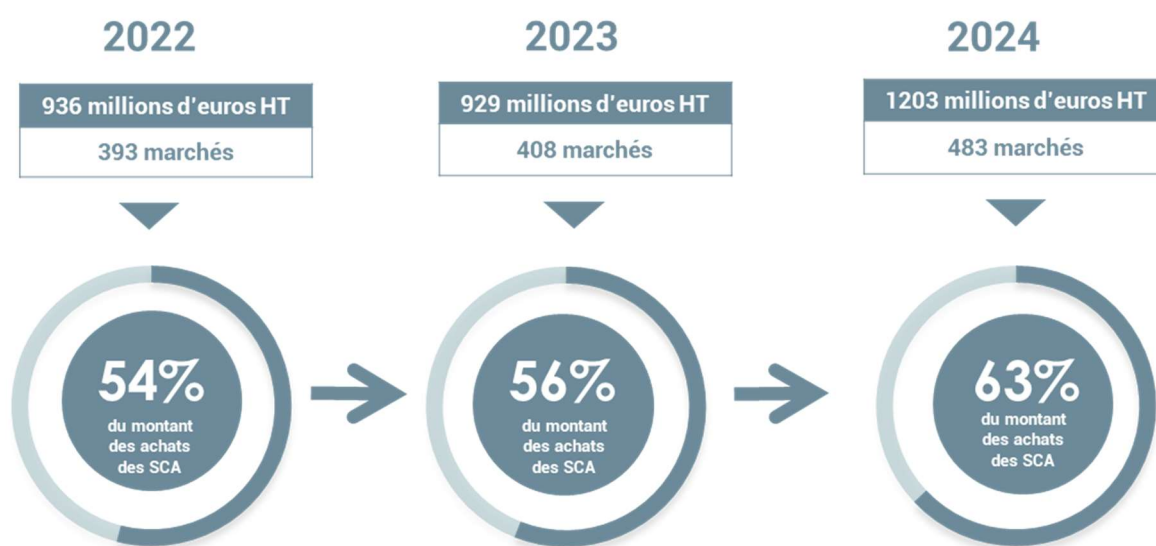 2022
936 millions d'euros HT
393 marchés
54%
du montant
des achats
des SCA
2023
929 millions d'euros HT
408 marchés
56%
du montant
des achats
des SCA
2024
1203 millions d'euros HT
483 marchés
63%
du montant
des achats
des SCA